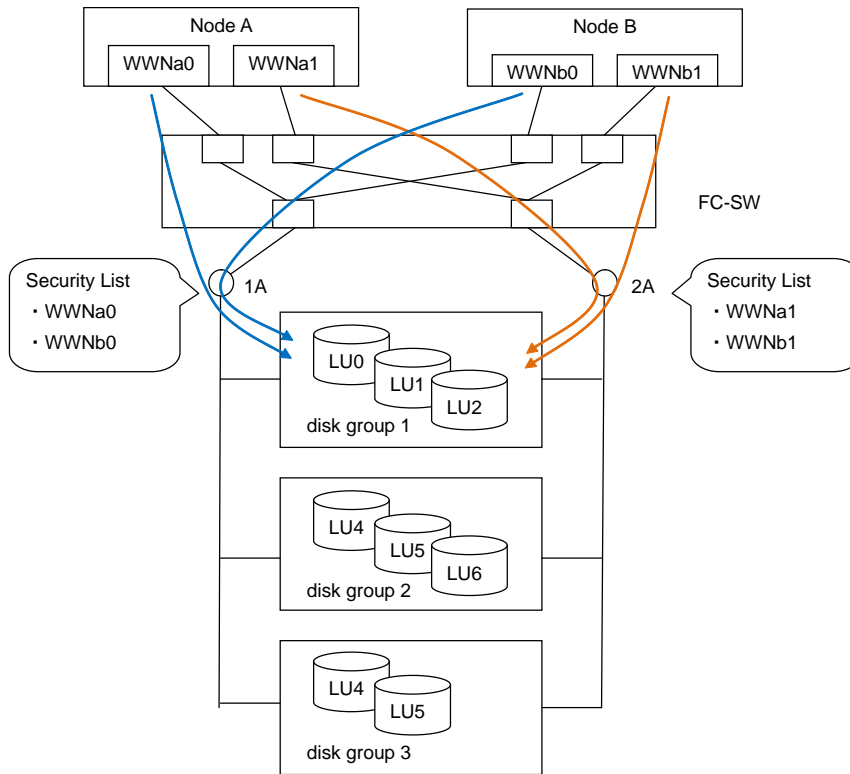 Node A
Node B
WWNa0
WWNa1
WWNb0
WWNb1
FC-SW
Security List
・WWNa0
・WWNb0
1A
2A
Security List
・WWNa1
・WWNb1
LU0
LU1
LU2
disk group 1
LU4
LU5
LU6
disk group 2
LU4
LU5
disk group 3